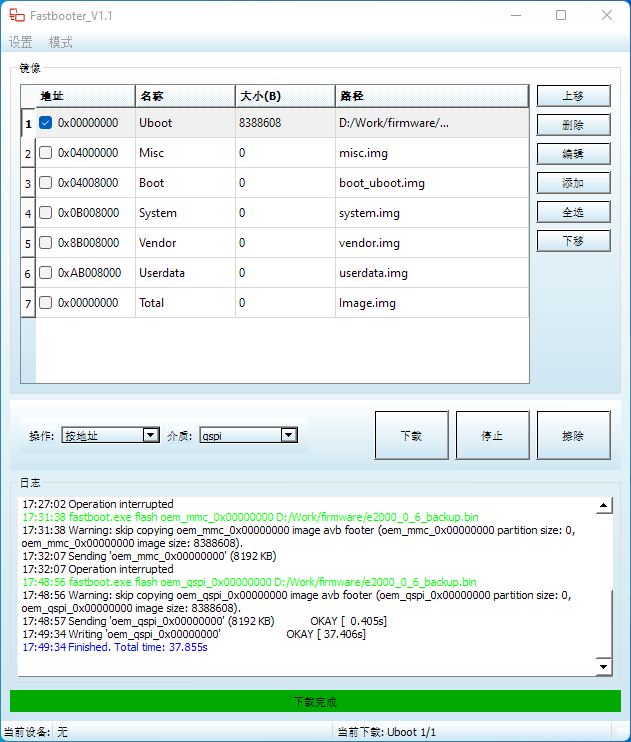 Fastbooter_V1.1
设置 模式
镜像
地址 名称 大小(B) 路径
1 0x00000000 Uboot 8388608 D:/Work/firmware/...
2 0x04000000 Misc 0 misc.img
3 0x04008000 Boot 0 boot_uboot.img
4 0x0B008000 System 0 system.img
5 0x8B008000 Vendor 0 vendor.img
6 0xAB008000 Userdata 0 userdata.img
7 0x00000000 Total 0 Image.img
上移
删除
编辑
添加
全选
下移
操作: 按地址 介质: qspi 下载 停止 擦除
日志
17:27:02 Operation interrupted
17:31:38 fastboot.exe flash oem_mmc_0x00000000 D:/Work/firmware/e2000_0_6_backup.bin
17:31:38 Warning: skip copying oem_mmc_0x00000000 image avb footer (oem_mmc_0x00000000 partition size: 0,
oem_mmc_0x00000000 image size: 8388608).
17:32:07 Sending 'oem_mmc_0x00000000' (8192 KB)
17:32:07 Operation interrupted
17:48:56 fastboot.exe flash oem_qspi_0x00000000 D:/Work/firmware/e2000_0_6_backup.bin
17:48:56 Warning: skip copying oem_qspi_0x00000000 image avb footer (oem_qspi_0x00000000 partition size: 0,
oem_qspi_0x00000000 image size: 8388608).
17:48:57 Sending 'oem_qspi_0x00000000' (8192 KB) OKAY [ 0.405s]
17:49:34 Writing 'oem_qspi_0x00000000' OKAY [ 37.406s]
17:49:34 Finished. Total time: 37.855s
下载完成
当前设备: 无 当前下载: Uboot 1/1